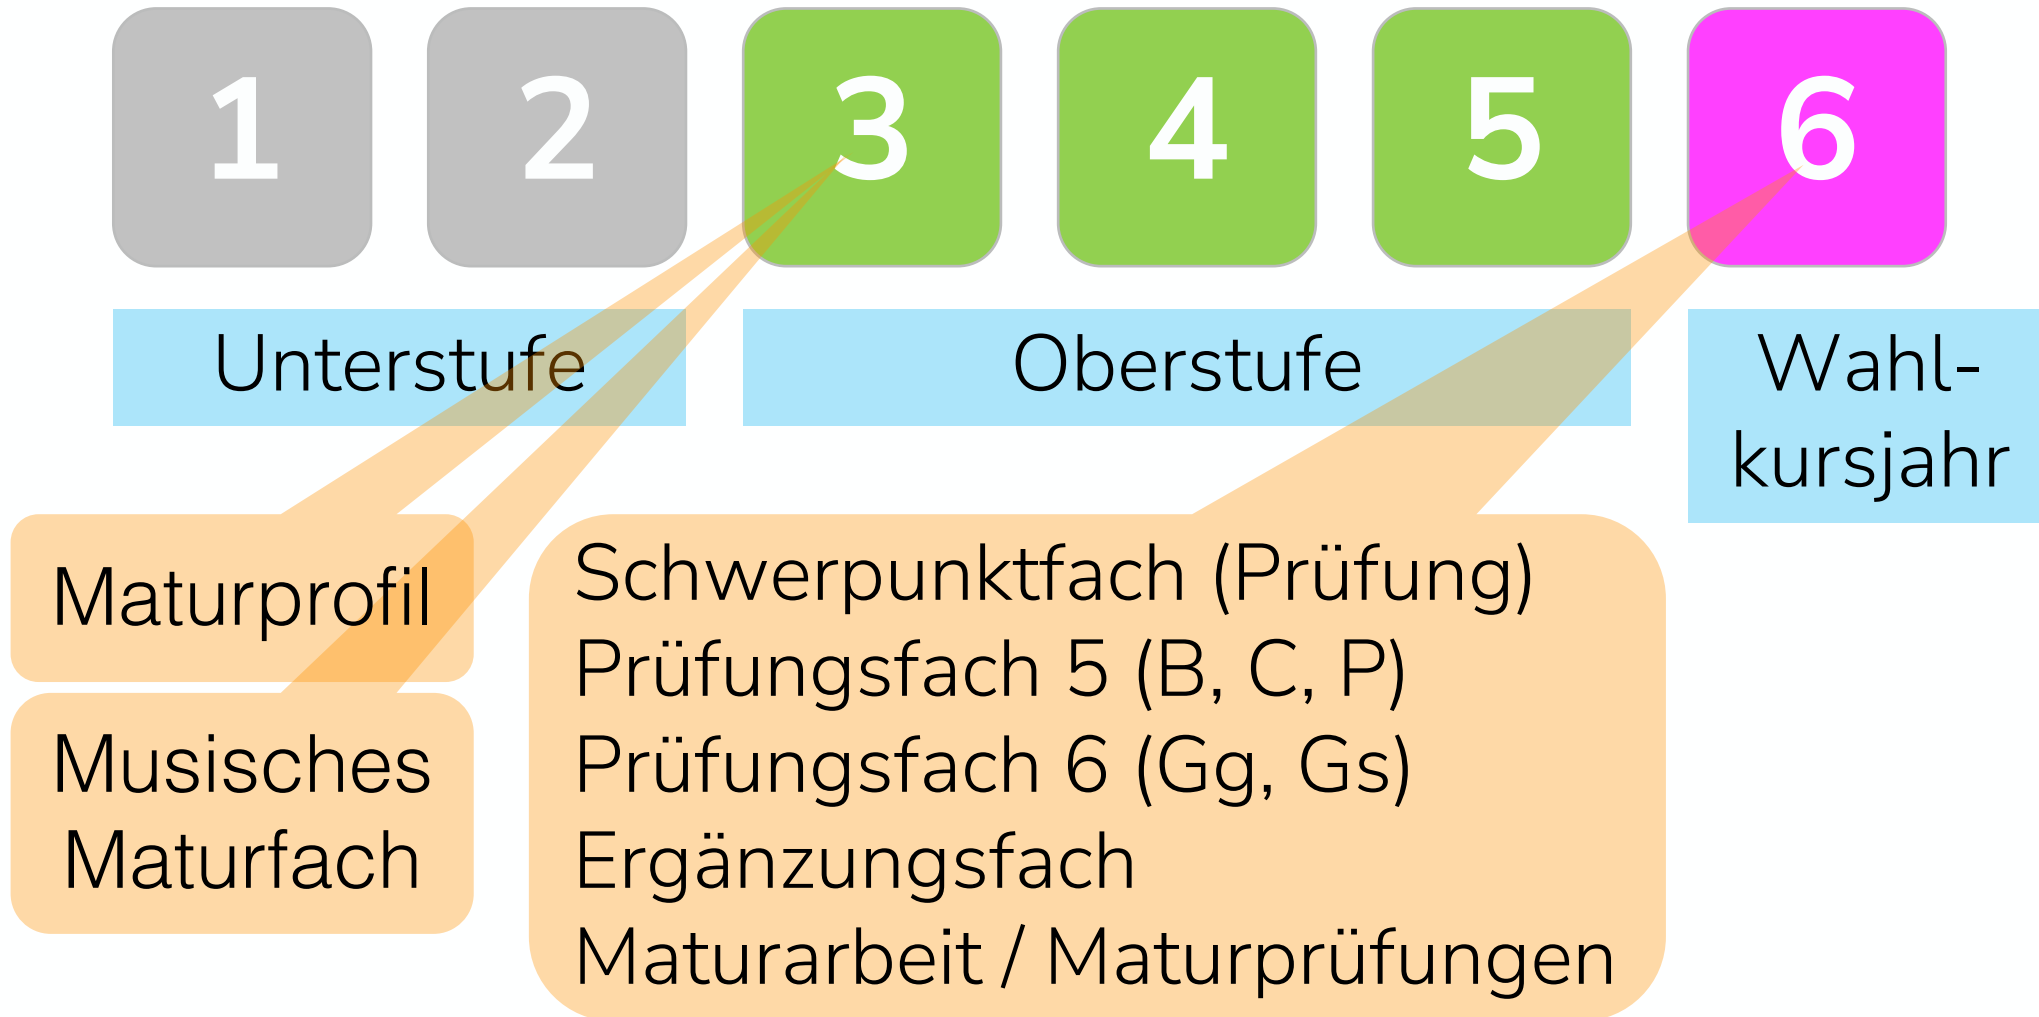 1 2 3 4 5 6
Unterstufe
Oberstufe
Wahl-
kursjahr
Maturprofil
Musisches
Maturfach
Schwerpunktfach (Prüfung)
Prüfungsfach 5 (B, C, P)
Prüfungsfach 6 (Gg, Gs)
Ergänzungsfach
Maturarbeit / Maturprüfungen